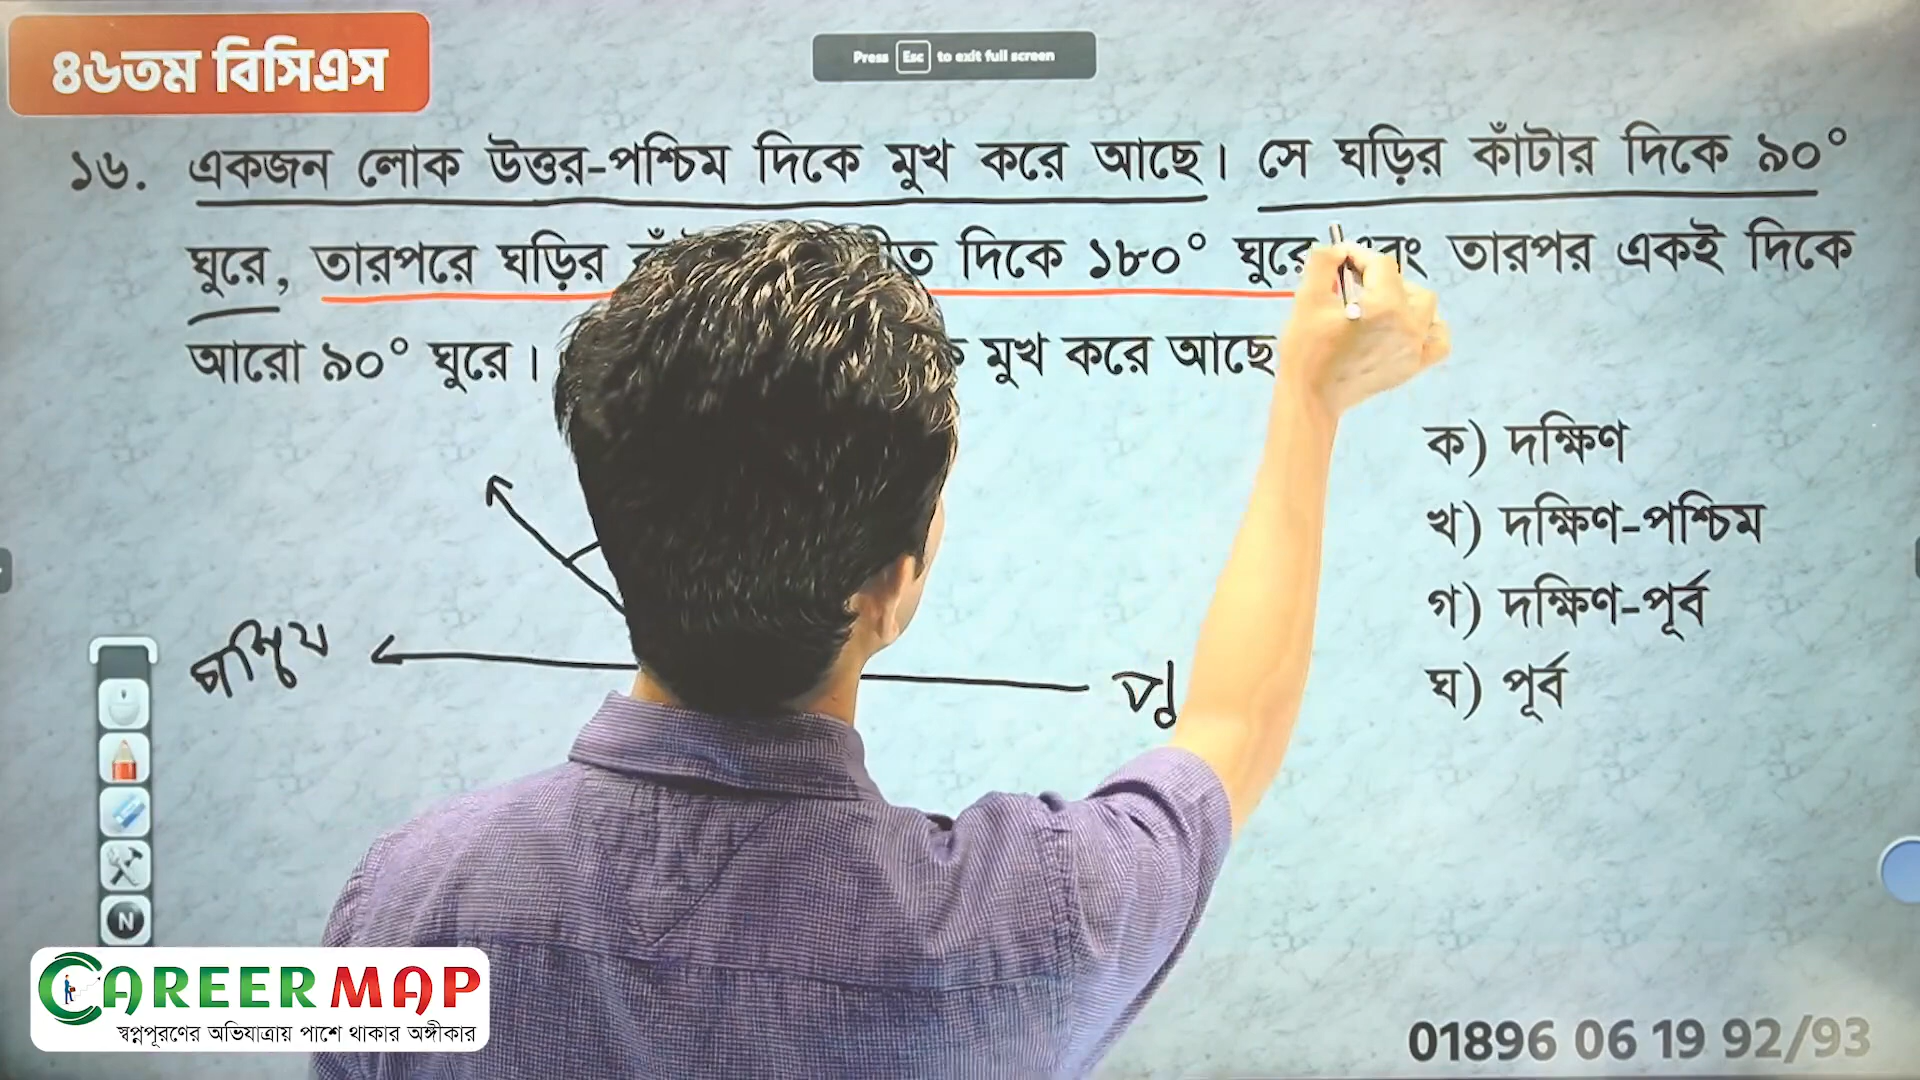 ৪৬তম বিসিএস
Press Esc to exit full screen
১৬. একজন লোক উত্তর-পশ্চিম দিকে মুখ করে আছে। সে ঘড়ির কাঁটার দিকে ৯০°
ঘুরে, তারপরে ঘড়ির দিকে ১৮০° ঘুরে তারপর একই দিকে
আরো ৯০° ঘুরে। মুখ করে আছে
ক) দক্ষিণ
খ) দক্ষিণ-পশ্চিম
গ) দক্ষিণ-পূর্ব
ঘ) পূর্ব
N
CAREER MAP
স্বপ্নপূরণের অভিযাত্রায় পাশে থাকার অঙ্গীকার
01896 06 19 92/93